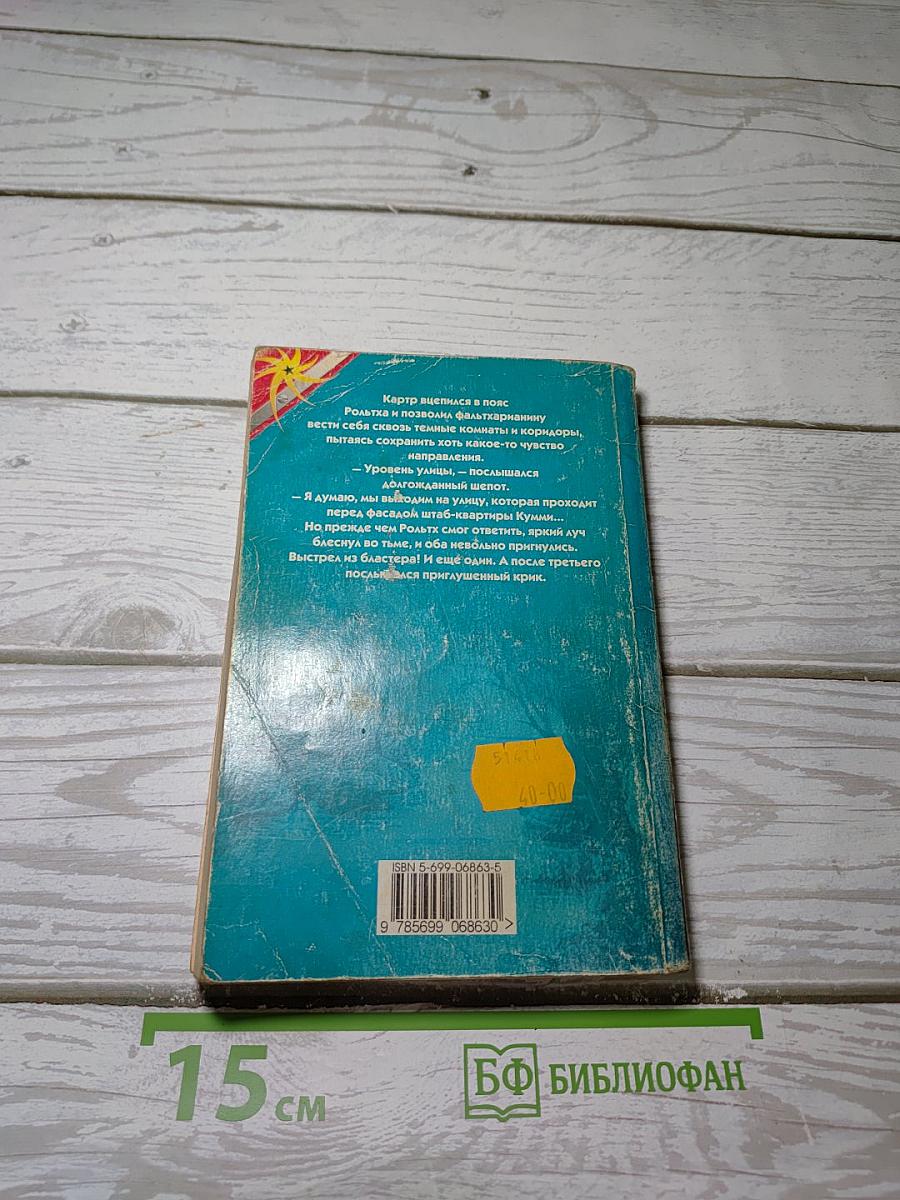 Картр вцепился в пояс
Рольтха и позволил фальтхарианину
вести себя сквозь темные комнаты и коридоры,
пытаясь сохранить хоть какое-то чувство
направления.
— Уровень улицы, — послышался
долгожданный шепот.
— Я думаю, мы выходим на улицу, которая проходит
перед фасадом штаб-квартиры Кумми...
Но прежде чем Рольтх смог ответить, яркий луч
блеснул во тьме, и оба невольно пригнулись.
Выстрел из бластера! И еще один. А после третьего
послышался приглушенный крик.
40-00
ISBN 5-699-06863-5
9 785699 068630 >
15 см
БФ БИБЛИОФАН